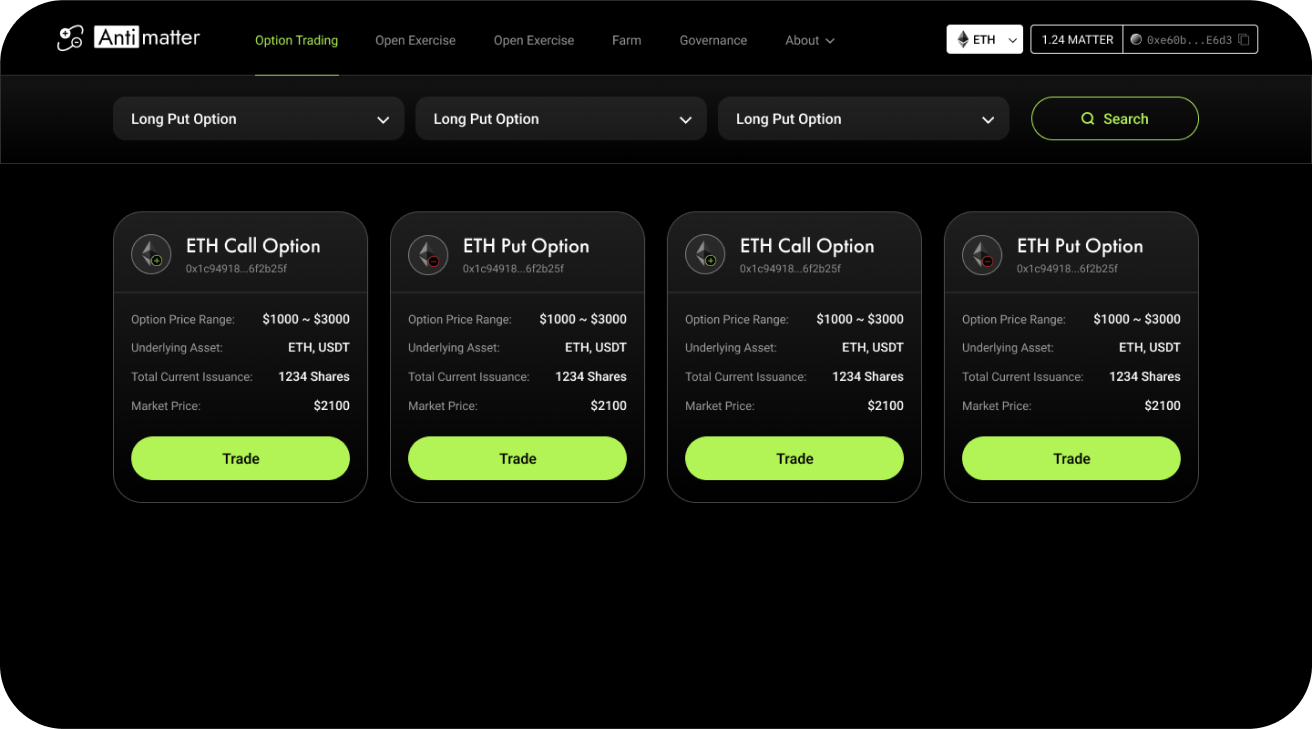 Antimatter
Option Trading Open Exercise Open Exercise Farm Governance About
ETH 1.24 MATTER 0xe60b...E6d3
Long Put Option Long Put Option Long Put Option Search
ETH Call Option
0x1c94918...6f2b25f
Option Price Range: $1000 ~ $3000
Underlying Asset: ETH, USDT
Total Current Issuance: 1234 Shares
Market Price: $2100
Trade
ETH Put Option
0x1c94918...6f2b25f
Option Price Range: $1000 ~ $3000
Underlying Asset: ETH, USDT
Total Current Issuance: 1234 Shares
Market Price: $2100
Trade
ETH Call Option
0x1c94918...6f2b25f
Option Price Range: $1000 ~ $3000
Underlying Asset: ETH, USDT
Total Current Issuance: 1234 Shares
Market Price: $2100
Trade
ETH Put Option
0x1c94918...6f2b25f
Option Price Range: $1000 ~ $3000
Underlying Asset: ETH, USDT
Total Current Issuance: 1234 Shares
Market Price: $2100
Trade